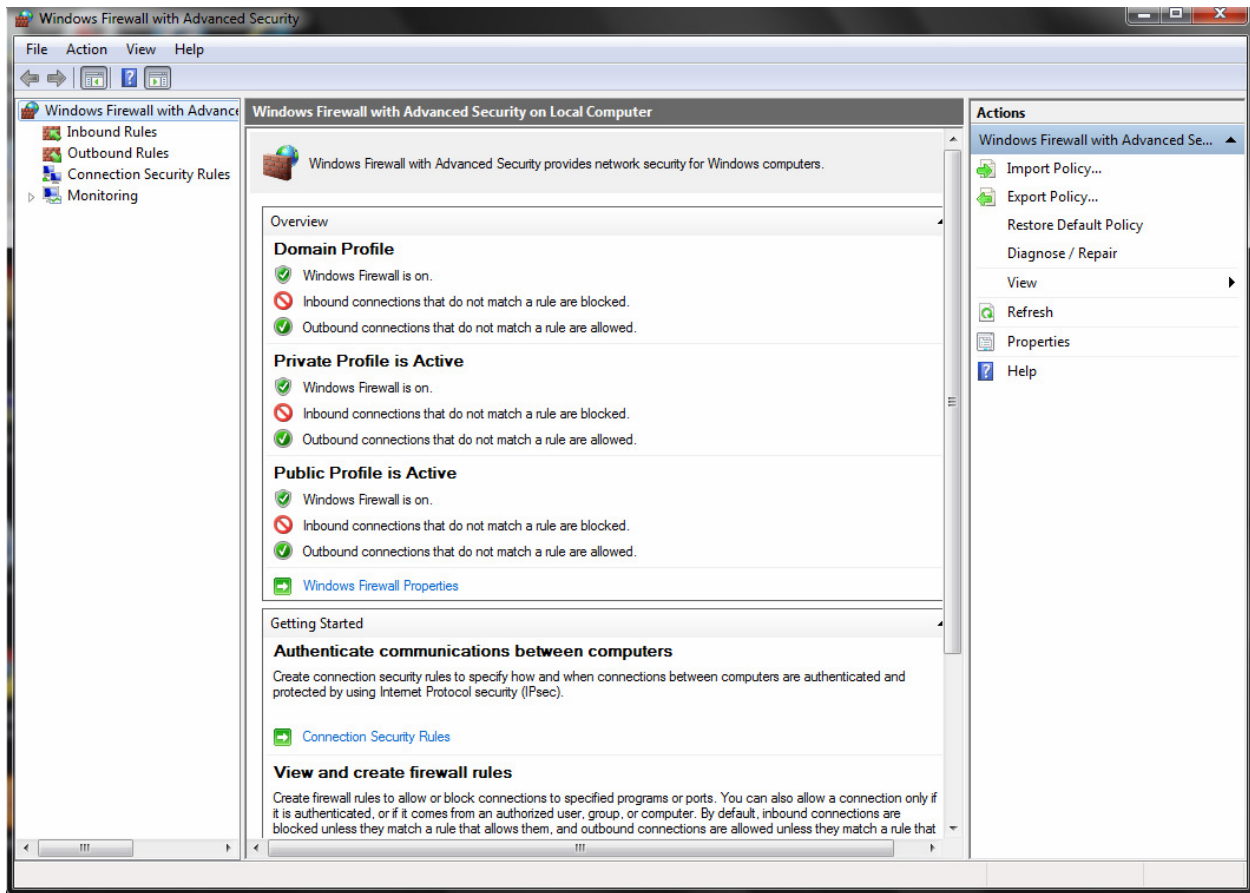 Windows Firewall with Advanced Security
File Action View Help
Windows Firewall with Advance
Inbound Rules
Outbound Rules
Connection Security Rules
Monitoring
Windows Firewall with Advanced Security on Local Computer
Windows Firewall with Advanced Security provides network security for Windows computers.
Overview
Domain Profile
Windows Firewall is on.
Inbound connections that do not match a rule are blocked.
Outbound connections that do not match a rule are allowed.
Private Profile is Active
Windows Firewall is on.
Inbound connections that do not match a rule are blocked.
Outbound connections that do not match a rule are allowed.
Public Profile is Active
Windows Firewall is on.
Inbound connections that do not match a rule are blocked.
Outbound connections that do not match a rule are allowed.
Windows Firewall Properties
Getting Started
Authenticate communications between computers
Create connection security rules to specify how and when connections between computers are authenticated and
protected by using Internet Protocol security (IPsec).
Connection Security Rules
View and create firewall rules
Create firewall rules to allow or block connections to specified programs or ports. You can also allow a connection only if
it is authenticated, or if it comes from an authorized user, group, or computer. By default, inbound connections are
blocked unless they match a rule that allows them, and outbound connections are allowed unless they match a rule that
Actions
Windows Firewall with Advanced Se...
Import Policy...
Export Policy...
Restore Default Policy
Diagnose / Repair
View
Refresh
Properties
Help